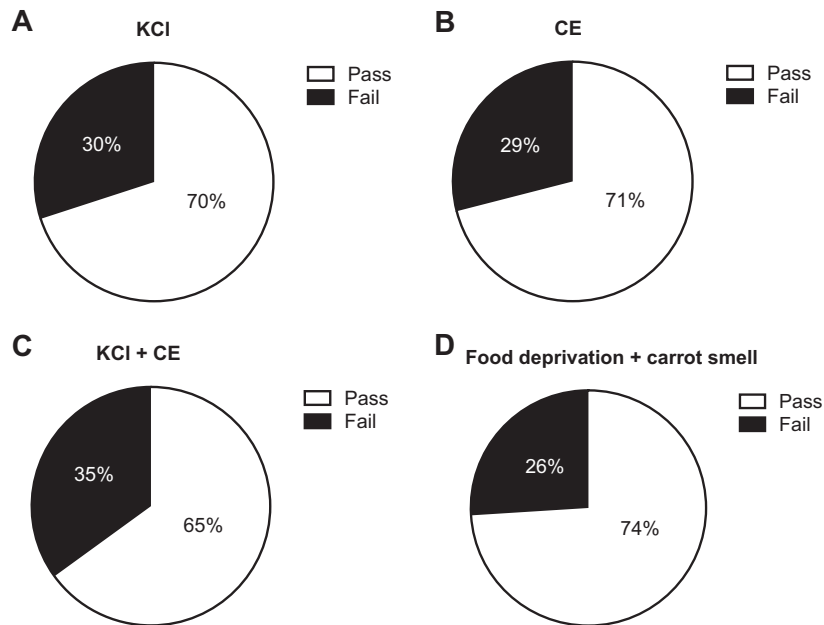 A
KCl
Pass
Fail
30%
70%
B
CE
Pass
Fail
29%
71%
C
KCl + CE
Pass
Fail
35%
65%
D
Food deprivation + carrot smell
Pass
Fail
26%
74%